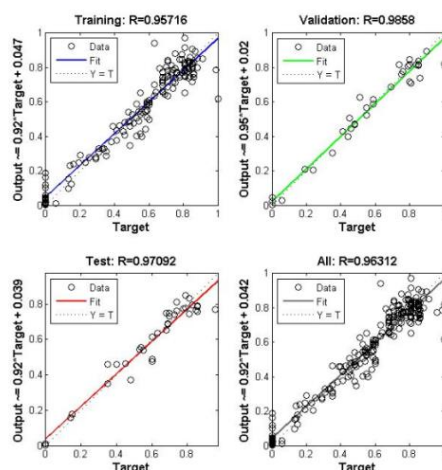 Training: R=0.95716
Output ~= 0.92*Target + 0.047
1
0.8
0.6
0.4
0.2
0
Data
Fit
Y = T
0 0.2 0.4 0.6 0.8 1
Target
Validation: R=0.9858
Output ~= 0.95*Target + 0.02
1
0.8
0.6
0.4
0.2
0
Data
Fit
Y = T
0 0.2 0.4 0.6 0.8
Target
Test: R=0.97092
Output ~= 0.92*Target + 0.039
0.8
0.6
0.4
0.2
0
Data
Fit
Y = T
0 0.2 0.4 0.6 0.8
Target
All: R=0.96312
Output ~= 0.92*Target + 0.042
1
0.8
0.6
0.4
0.2
0
Data
Fit
Y = T
0 0.2 0.4 0.6 0.8
Target